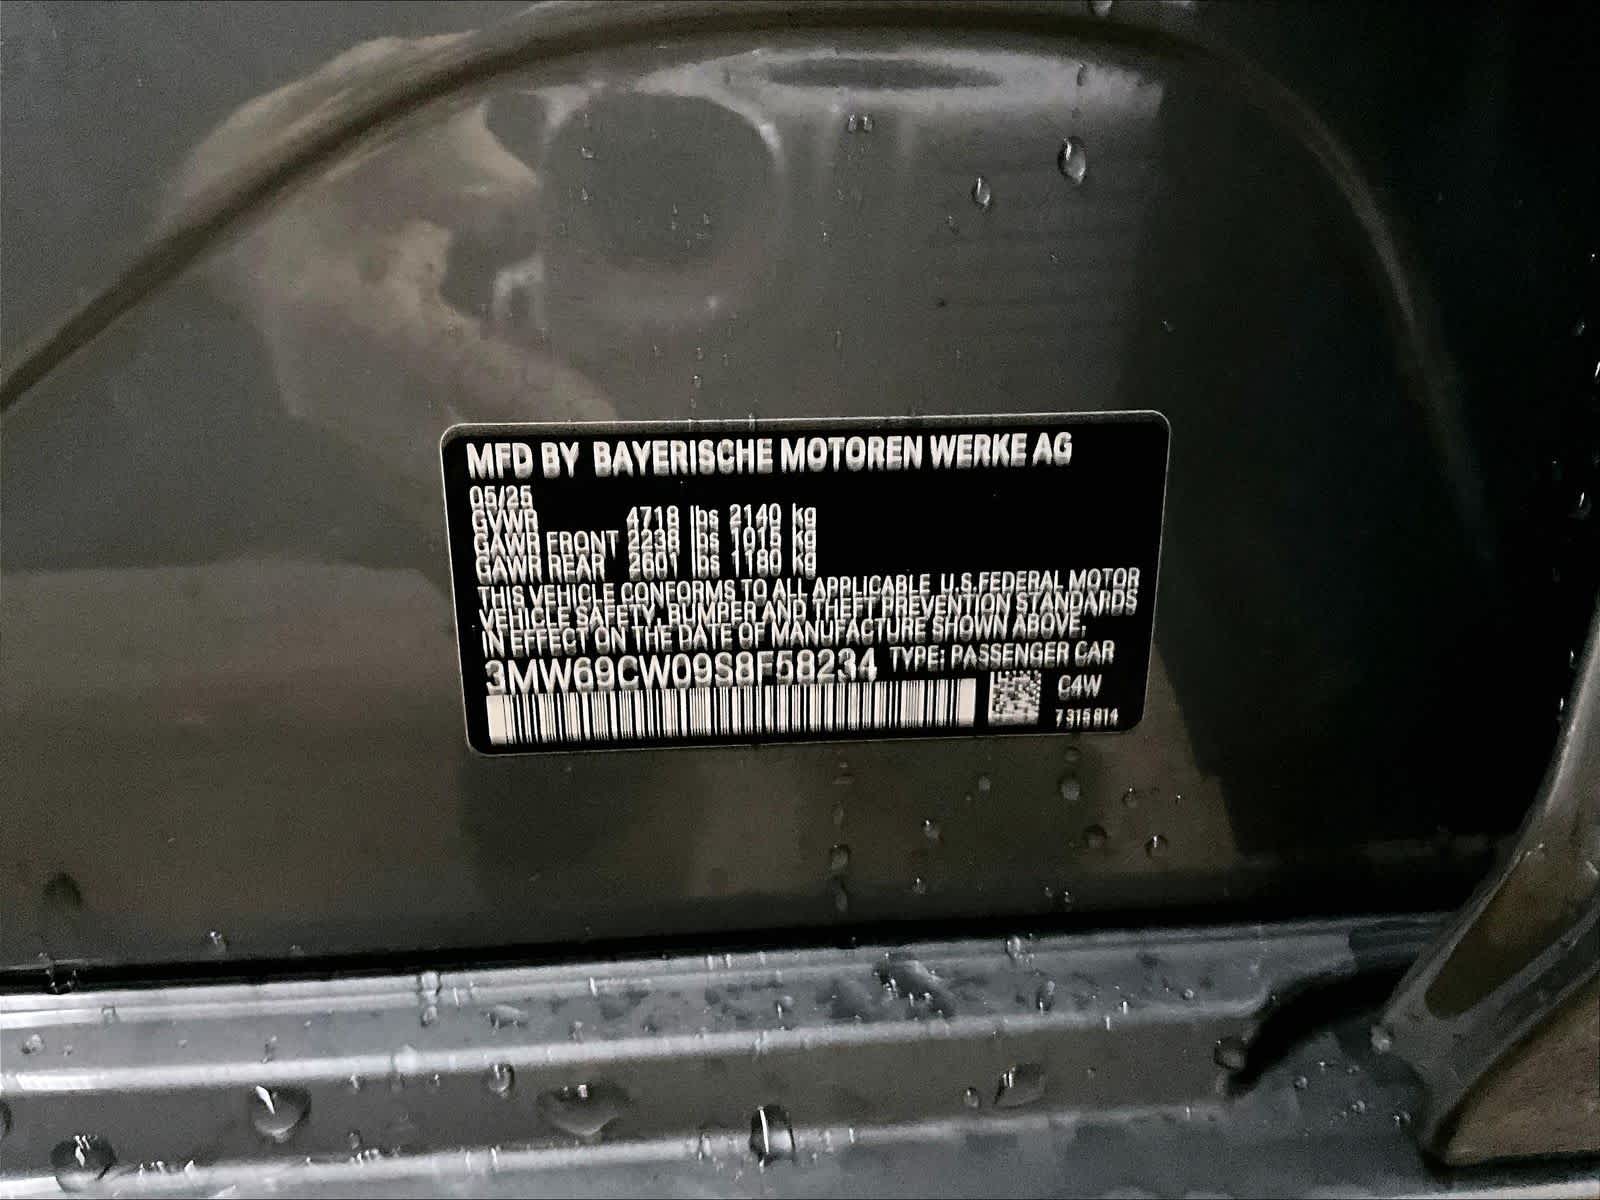 MFD BY BAYERISCHE MOTOREN WERKE AG
05/25
GVWR 4718 lbs 2140 kg
GAWR FRONT 2238 lbs 1015 kg
GAWR REAR 2601 lbs 1180 kg
THIS VEHICLE CONFORMS TO ALL APPLICABLE U.S.FEDERAL MOTOR
VEHICLE SAFETY, BUMPER AND THEFT PREVENTION STANDARDS
IN EFFECT ON THE DATE OF MANUFACTURE SHOWN ABOVE.
3MW69CW09S8F58234 TYPE: PASSENGER CAR
C4W
7 315 814